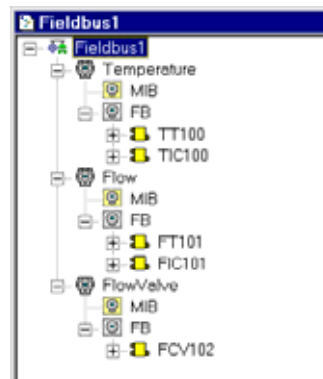 Fieldbus1
Fieldbus1
Temperature
MIB
FB
TT100
TIC100
Flow
MIB
FB
FT101
FIC101
FlowValve
MIB
FB
FCV102